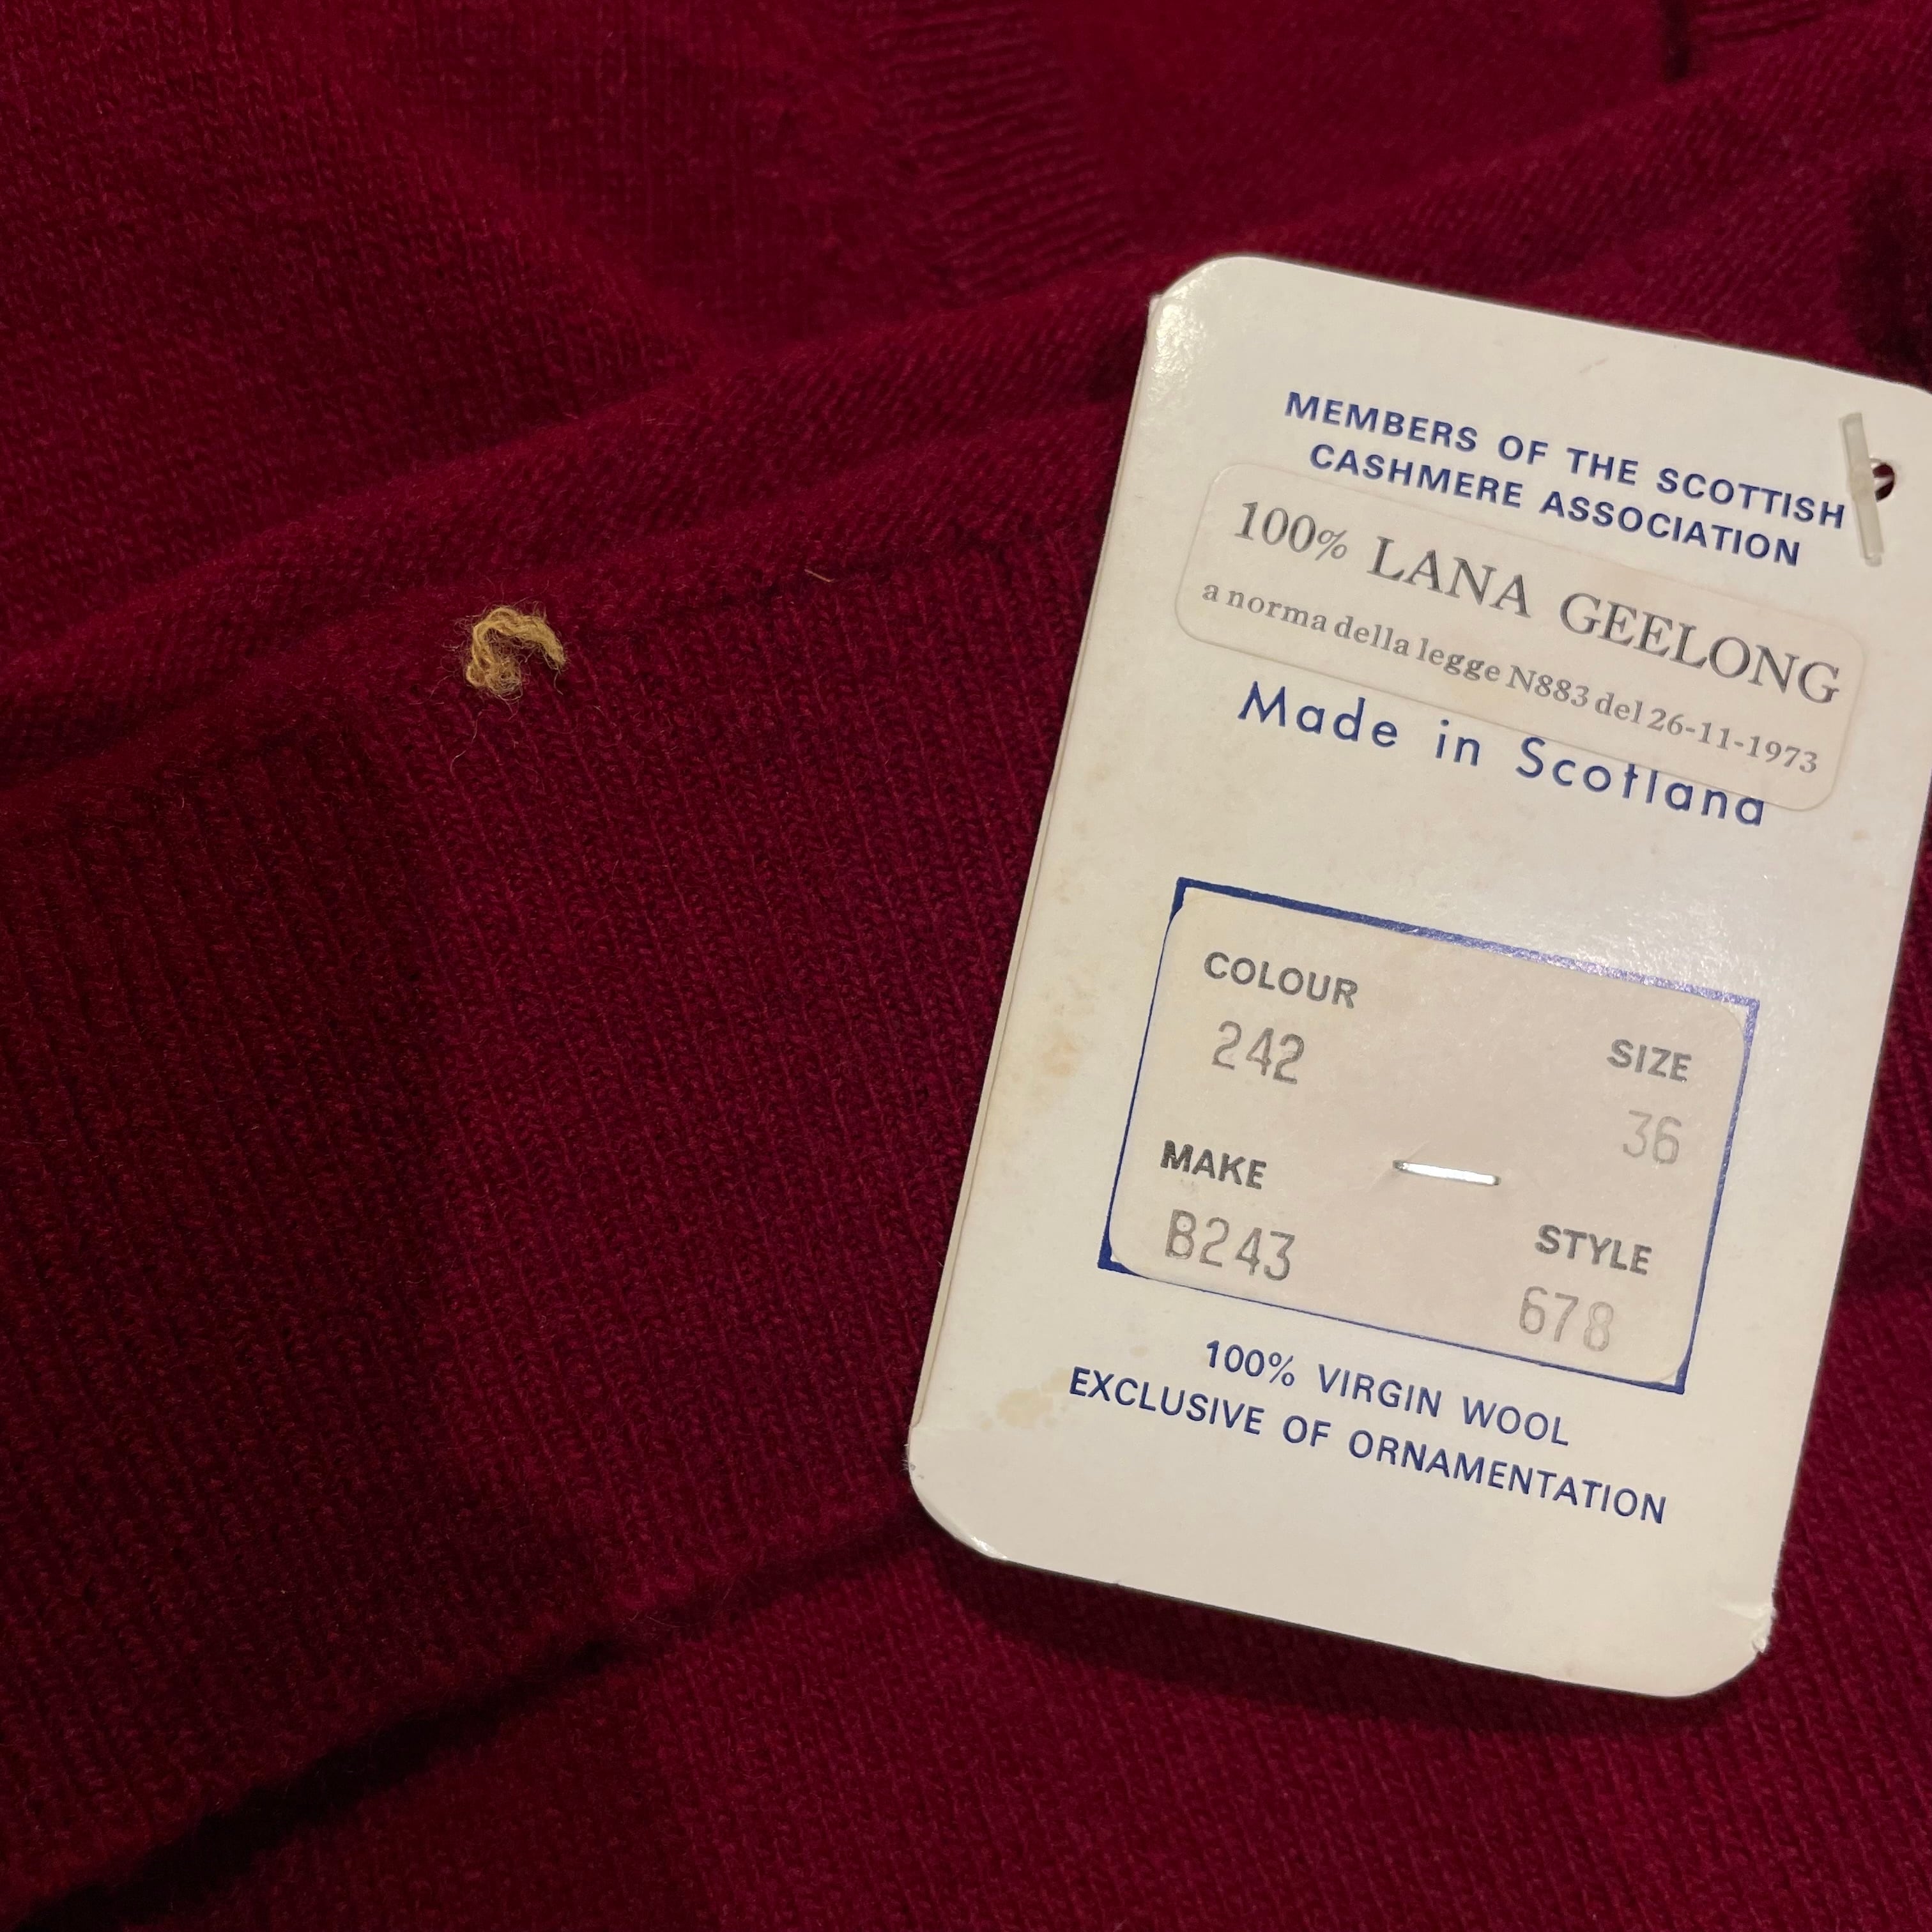 MEMBERS OF THE SCOTTISH
CASHMERE ASSOCIATION
100% LANA GEELONG
a norma della legge N883 del 26-11-1973
Made in Scotland
COLOUR
242
SIZE
36
MAKE
B243
STYLE
678
100% VIRGIN WOOL
EXCLUSIVE OF ORNAMENTATION